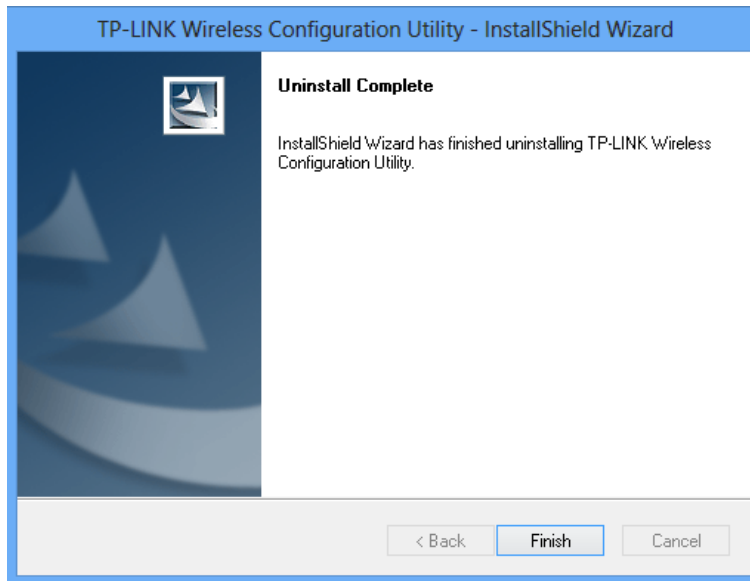 TP-LINK Wireless Configuration Utility - InstallShield Wizard
Uninstall Complete
InstallShield Wizard has finished uninstalling TP-LINK Wireless
Configuration Utility.
< Back
Finish
Cancel